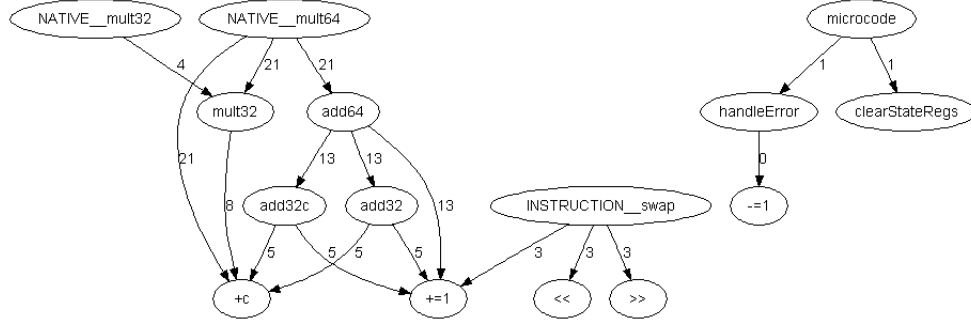 NATIVE__mult32
NATIVE__mult64
microcode
4
21
21
1
1
mult32
add64
handleError
clearStateRegs
21
13
13
0
8
add32c
add32
13
INSTRUCTION__swap
-=1
5
5
5
5
3
3
3
+c
+=1
<<
>>